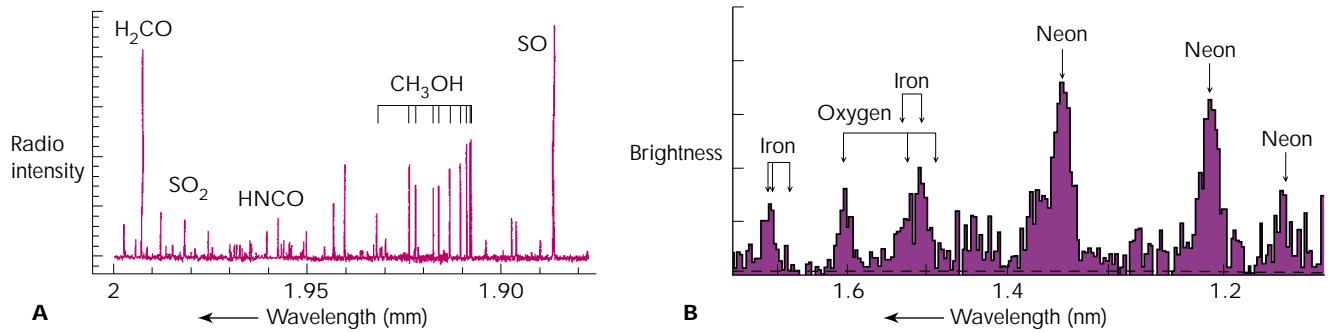 H₂CO
SO₂
HNCO
CH₃OH
SO
Radio
intensity
2
1.95
1.90
A
Wavelength (mm)
Neon
Neon
Iron
Oxygen
Iron
Neon
Brightness
1.6
1.4
1.2
B
Wavelength (nm)